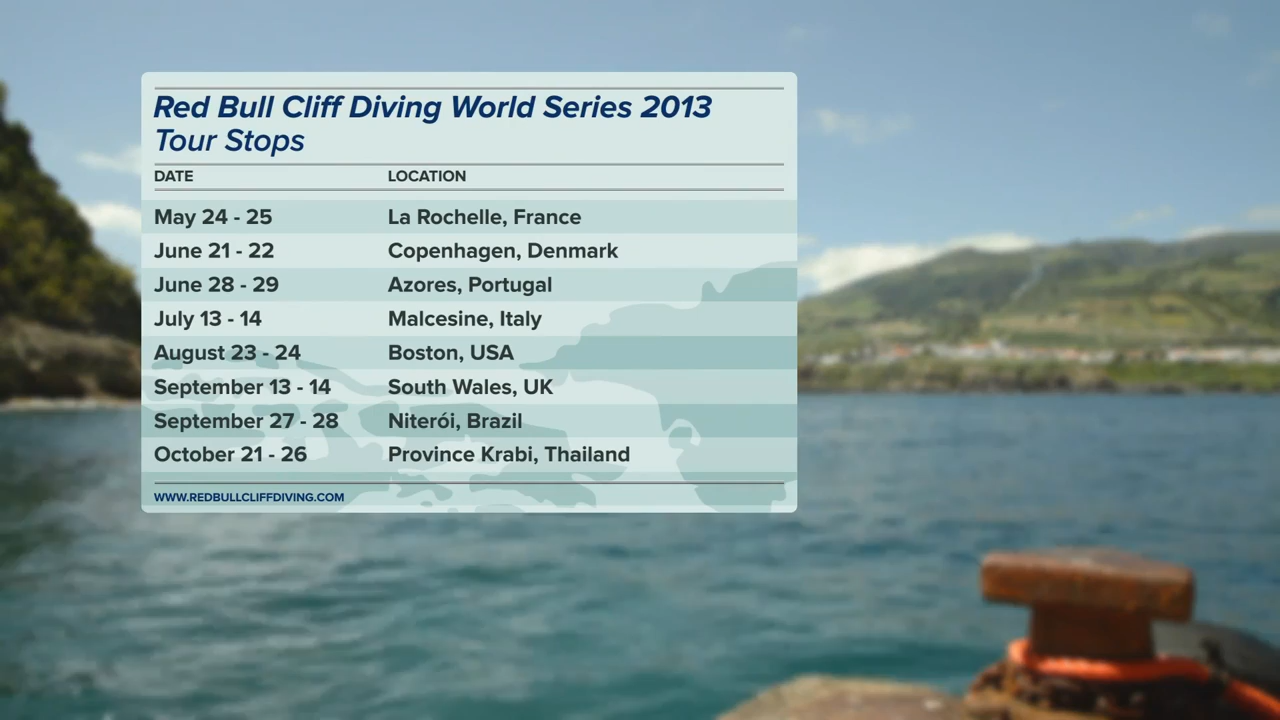 Red Bull Cliff Diving World Series 2013
Tour Stops
DATE LOCATION
May 24 - 25 La Rochelle, France
June 21 - 22 Copenhagen, Denmark
June 28 - 29 Azores, Portugal
July 13 - 14 Malcesine, Italy
August 23 - 24 Boston, USA
September 13 - 14 South Wales, UK
September 27 - 28 Niterói, Brazil
October 21 - 26 Province Krabi, Thailand
WWW.REDBULLCLIFFDIVING.COM